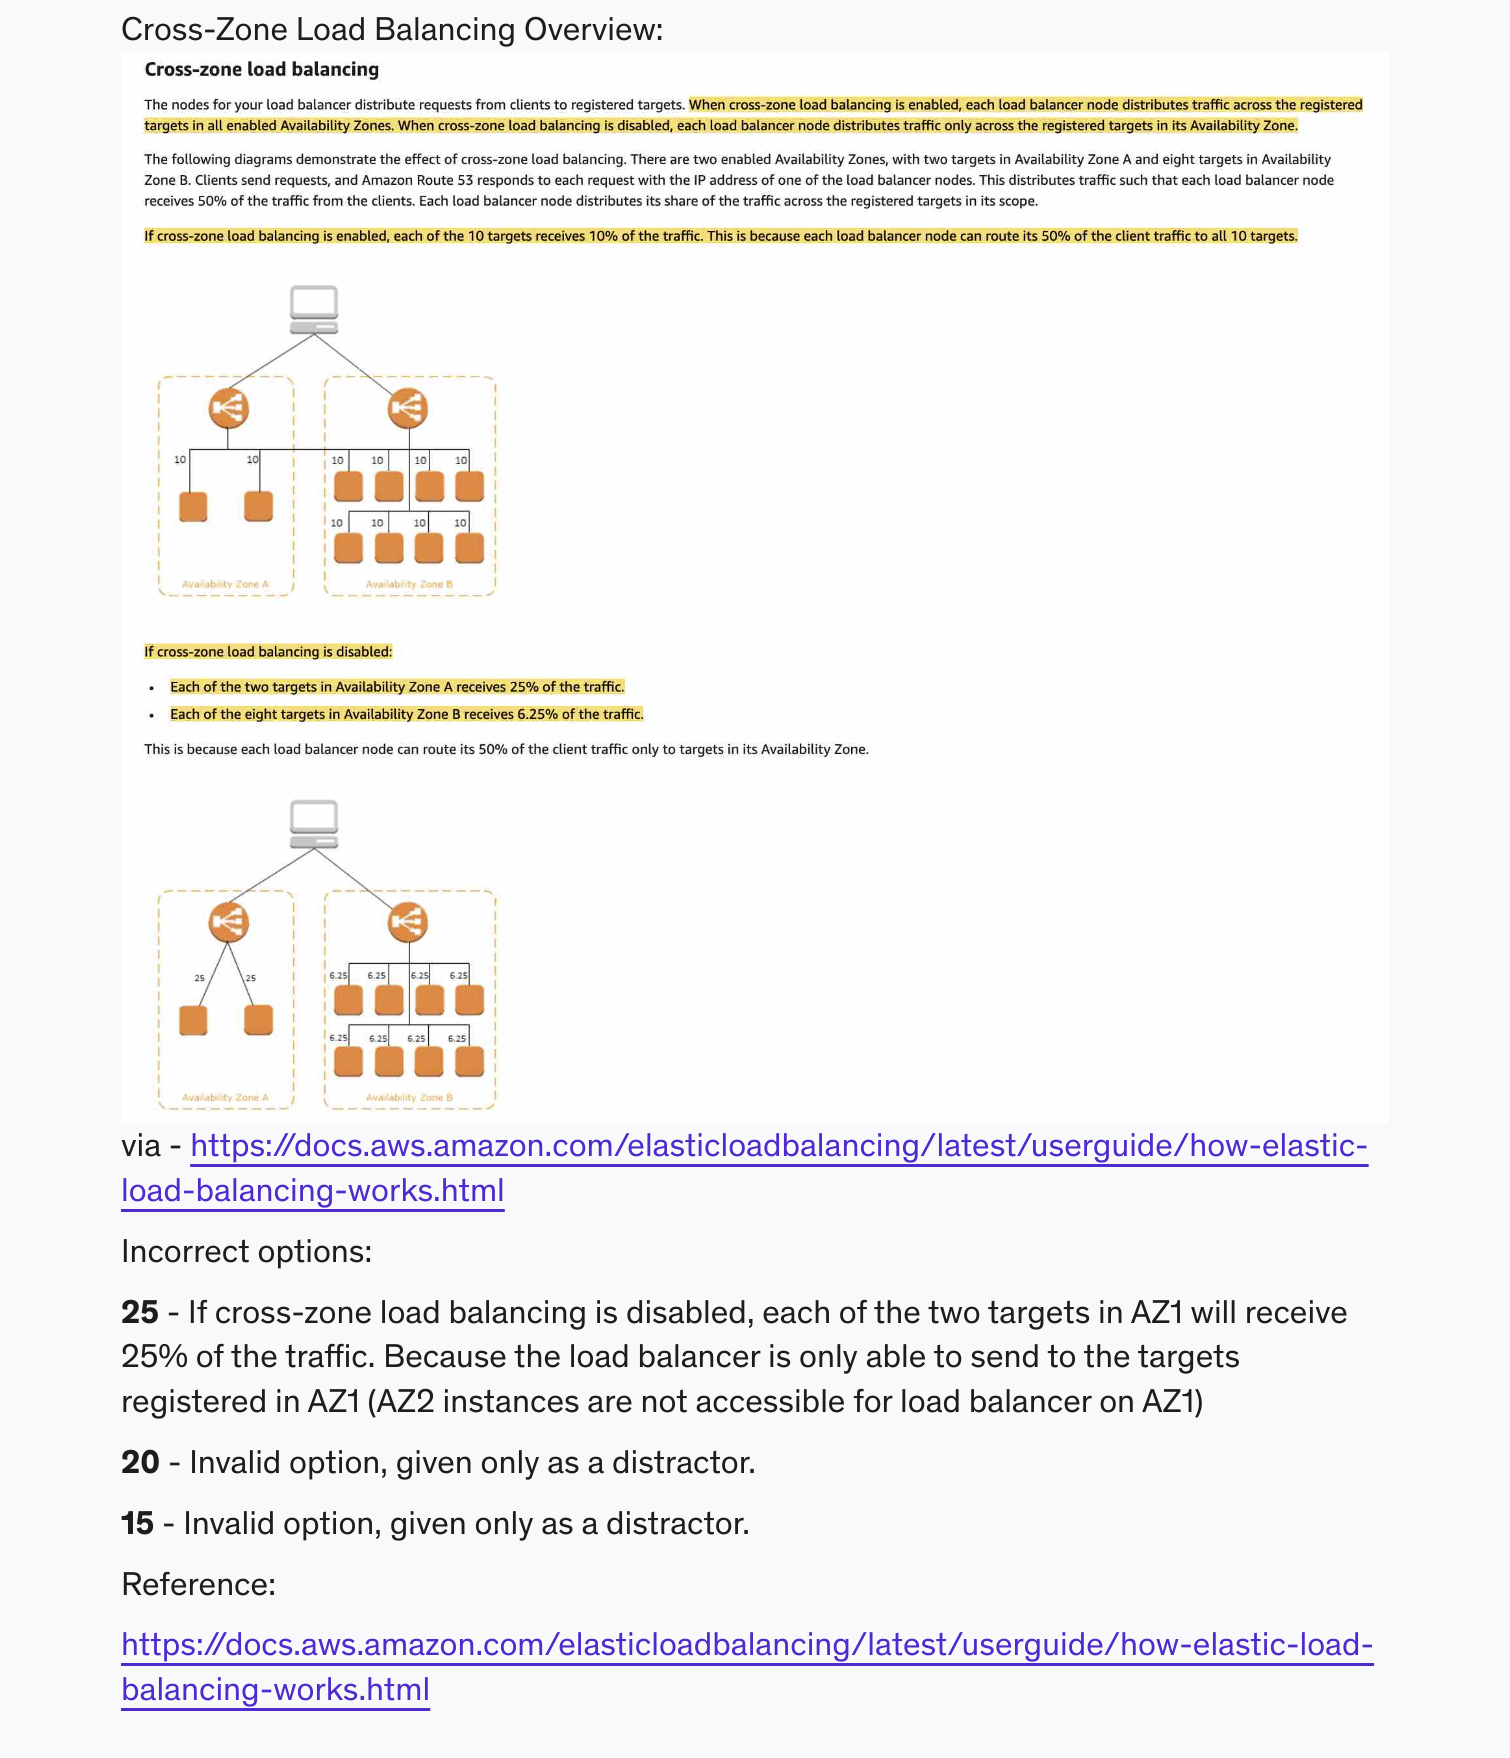 Cross-Zone Load Balancing Overview:
Cross-zone load balancing
The nodes for your load balancer distribute requests from clients to registered targets. When cross-zone load balancing is enabled, each load balancer node distributes traffic across the registered
targets in all enabled Availability Zones. When cross-zone load balancing is disabled, each load balancer node distributes traffic only across the registered targets in its Availability Zone.
The following diagrams demonstrate the effect of cross-zone load balancing. There are two enabled Availability Zones, with two targets in Availability Zone A and eight targets in Availability
Zone B. Clients send requests, and Amazon Route 53 responds to each request with the IP address of one of the load balancer nodes. This distributes traffic such that each load balancer node
receives 50% of the traffic from the clients. Each load balancer node distributes its share of the traffic across the registered targets in its scope.
If cross-zone load balancing is enabled, each of the 10 targets receives 10% of the traffic. This is because each load balancer node can route its 50% of the client traffic to all 10 targets.
10 10 10 10 10 10
10 10 10 10
Availability Zone A Availability Zone B
If cross-zone load balancing is disabled:
• Each of the two targets in Availability Zone A receives 25% of the traffic.
• Each of the eight targets in Availability Zone B receives 6.25% of the traffic.
This is because each load balancer node can route its 50% of the client traffic only to targets in its Availability Zone.
25 25 6.25 6.25 6.25 6.25
6.25 6.25 6.25 6.25
Availability Zone A Availability Zone B
via - https://docs.aws.amazon.com/elasticloadbalancing/latest/userguide/how-elastic-
load-balancing-works.html
Incorrect options:
25 - If cross-zone load balancing is disabled, each of the two targets in AZ1 will receive
25% of the traffic. Because the load balancer is only able to send to the targets
registered in AZ1 (AZ2 instances are not accessible for load balancer on AZ1)
20 - Invalid option, given only as a distractor.
15 - Invalid option, given only as a distractor.
Reference:
https://docs.aws.amazon.com/elasticloadbalancing/latest/userguide/how-elastic-load-
balancing-works.html